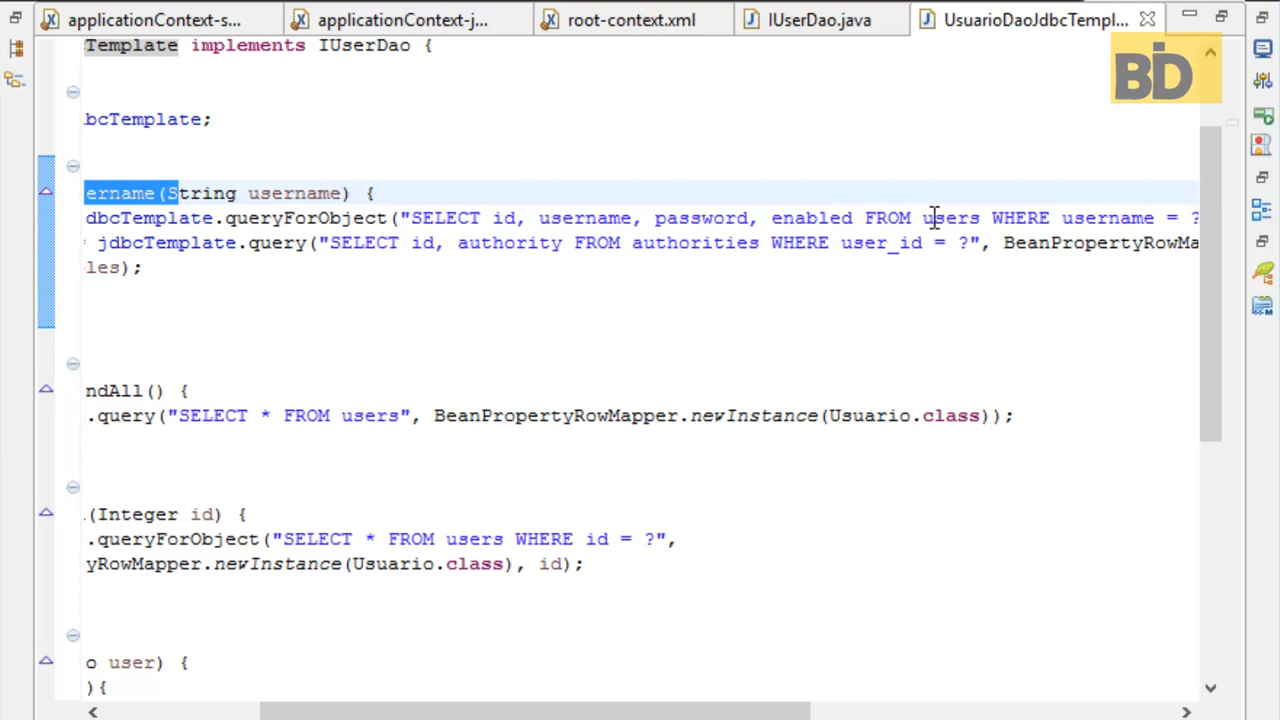 applicationContext-s...
applicationContext-j...
root-context.xml
IUserDao.java
UsuarioDaoJdbcTempl...
BID
Template implements IUserDao {
bcTemplate;
ername(String username) {
dbcTemplate.queryForObject("SELECT id, username, password, enabled FROM users WHERE username = ?
jdbcTemplate.query("SELECT id, authority FROM authorities WHERE user_id = ?", BeanPropertyRowMa
les);
ndAll() {
.query("SELECT * FROM users", BeanPropertyRowMapper.newInstance(Usuario.class));
(Integer id) {
.queryForObject("SELECT * FROM users WHERE id = ?",
yRowMapper.newInstance(Usuario.class), id);
o user) {
){